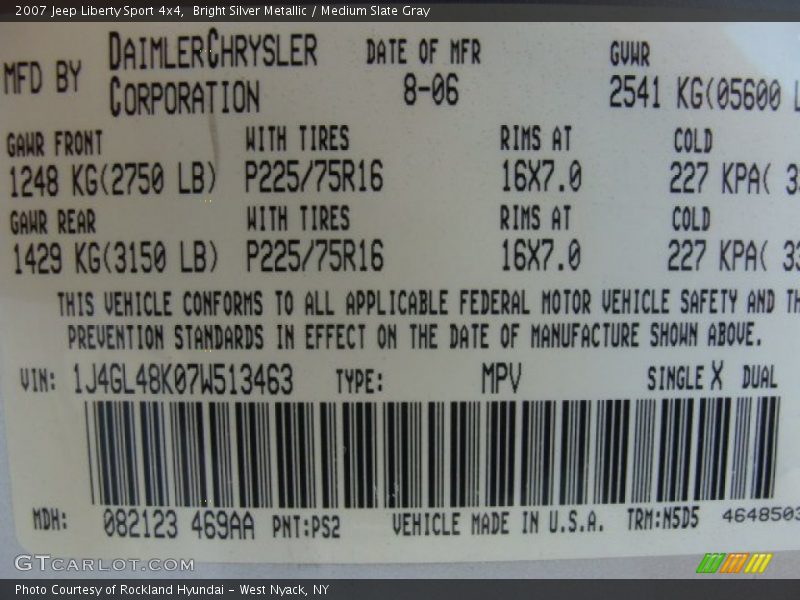 2007 Jeep Liberty Sport 4x4, Bright Silver Metallic / Medium Slate Gray
MFD BY DAIMLERCHRYSLER CORPORATION DATE OF MFR 8-06 GVWR 2541 KG(05600 L
GAWR FRONT WITH TIRES RIMS AT COLD
1248 KG(2750 LB) P225/75R16 16X7.0 227 KPA( 33
GAWR REAR WITH TIRES RIMS AT COLD
1429 KG(3150 LB) P225/75R16 16X7.0 227 KPA( 33
THIS VEHICLE CONFORMS TO ALL APPLICABLE FEDERAL MOTOR VEHICLE SAFETY AND TH
PREVENTION STANDARDS IN EFFECT ON THE DATE OF MANUFACTURE SHOWN ABOVE.
VIN: 1J4GL48K07W513463 TYPE: MPV SINGLE X DUAL
MDH: 082123 469AA PNT:PS2 VEHICLE MADE IN U.S.A. TRM:N5D5 4648503
GTCARLOT.COM
Photo Courtesy of Rockland Hyundai - West Nyack, NY